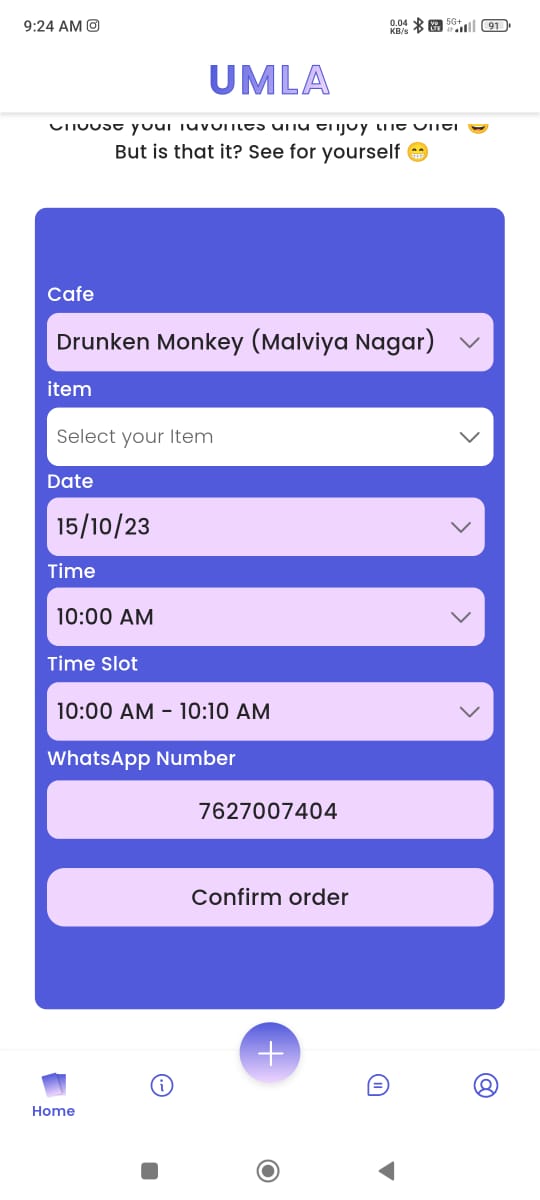 9:24 AM
0.04
KB/s
Vo
LTE
5G+
91
UMLA
Choose your favorites and enjoy the Offer 😄
But is that it? See for yourself 😁
Cafe
Drunken Monkey (Malviya Nagar)
item
Select your Item
Date
15/10/23
Time
10:00 AM
Time Slot
10:00 AM - 10:10 AM
WhatsApp Number
7627007404
Confirm order
Home